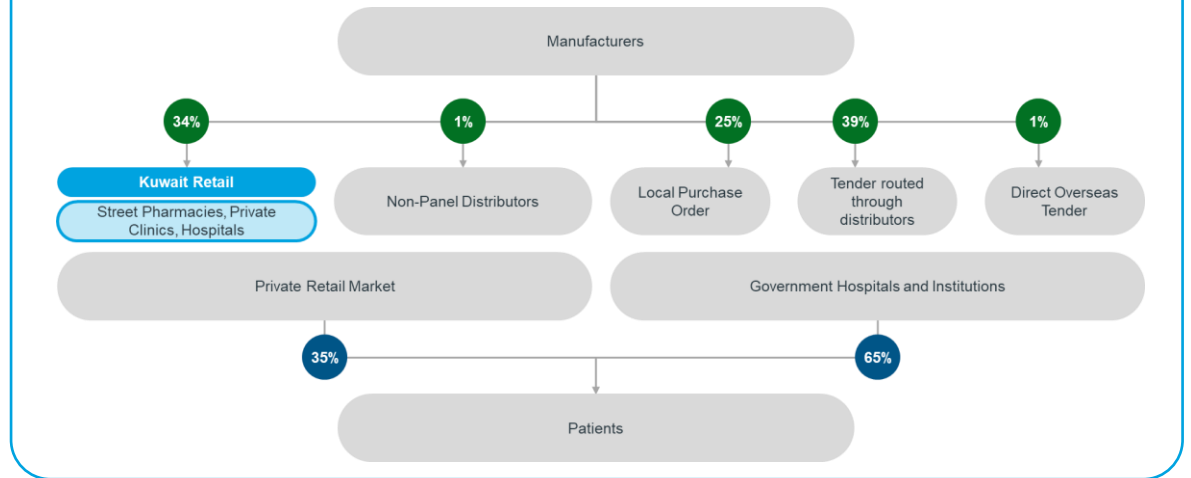 Manufacturers
34%
1%
25%
39%
1%
Kuwait Retail
Street Pharmacies, Private
Clinics, Hospitals
Non-Panel Distributors
Local Purchase
Order
Tender routed
through
distributors
Direct Overseas
Tender
Private Retail Market
Government Hospitals and Institutions
35%
65%
Patients